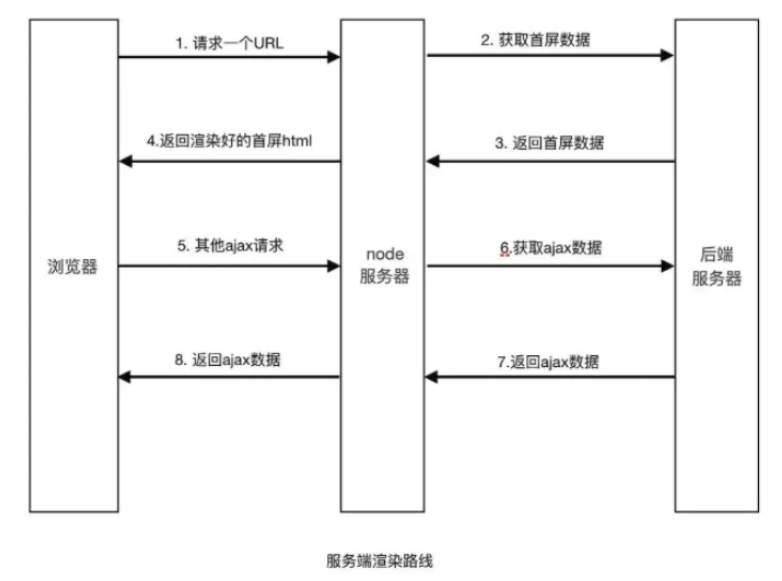 1. 请求一个URL
2. 获取首屏数据
4.返回渲染好的首屏html
3. 返回首屏数据
5. 其他ajax请求
6.获取ajax数据
浏览器
node
服务器
后端
服务器
8. 返回ajax数据
7.返回ajax数据
服务端渲染路线